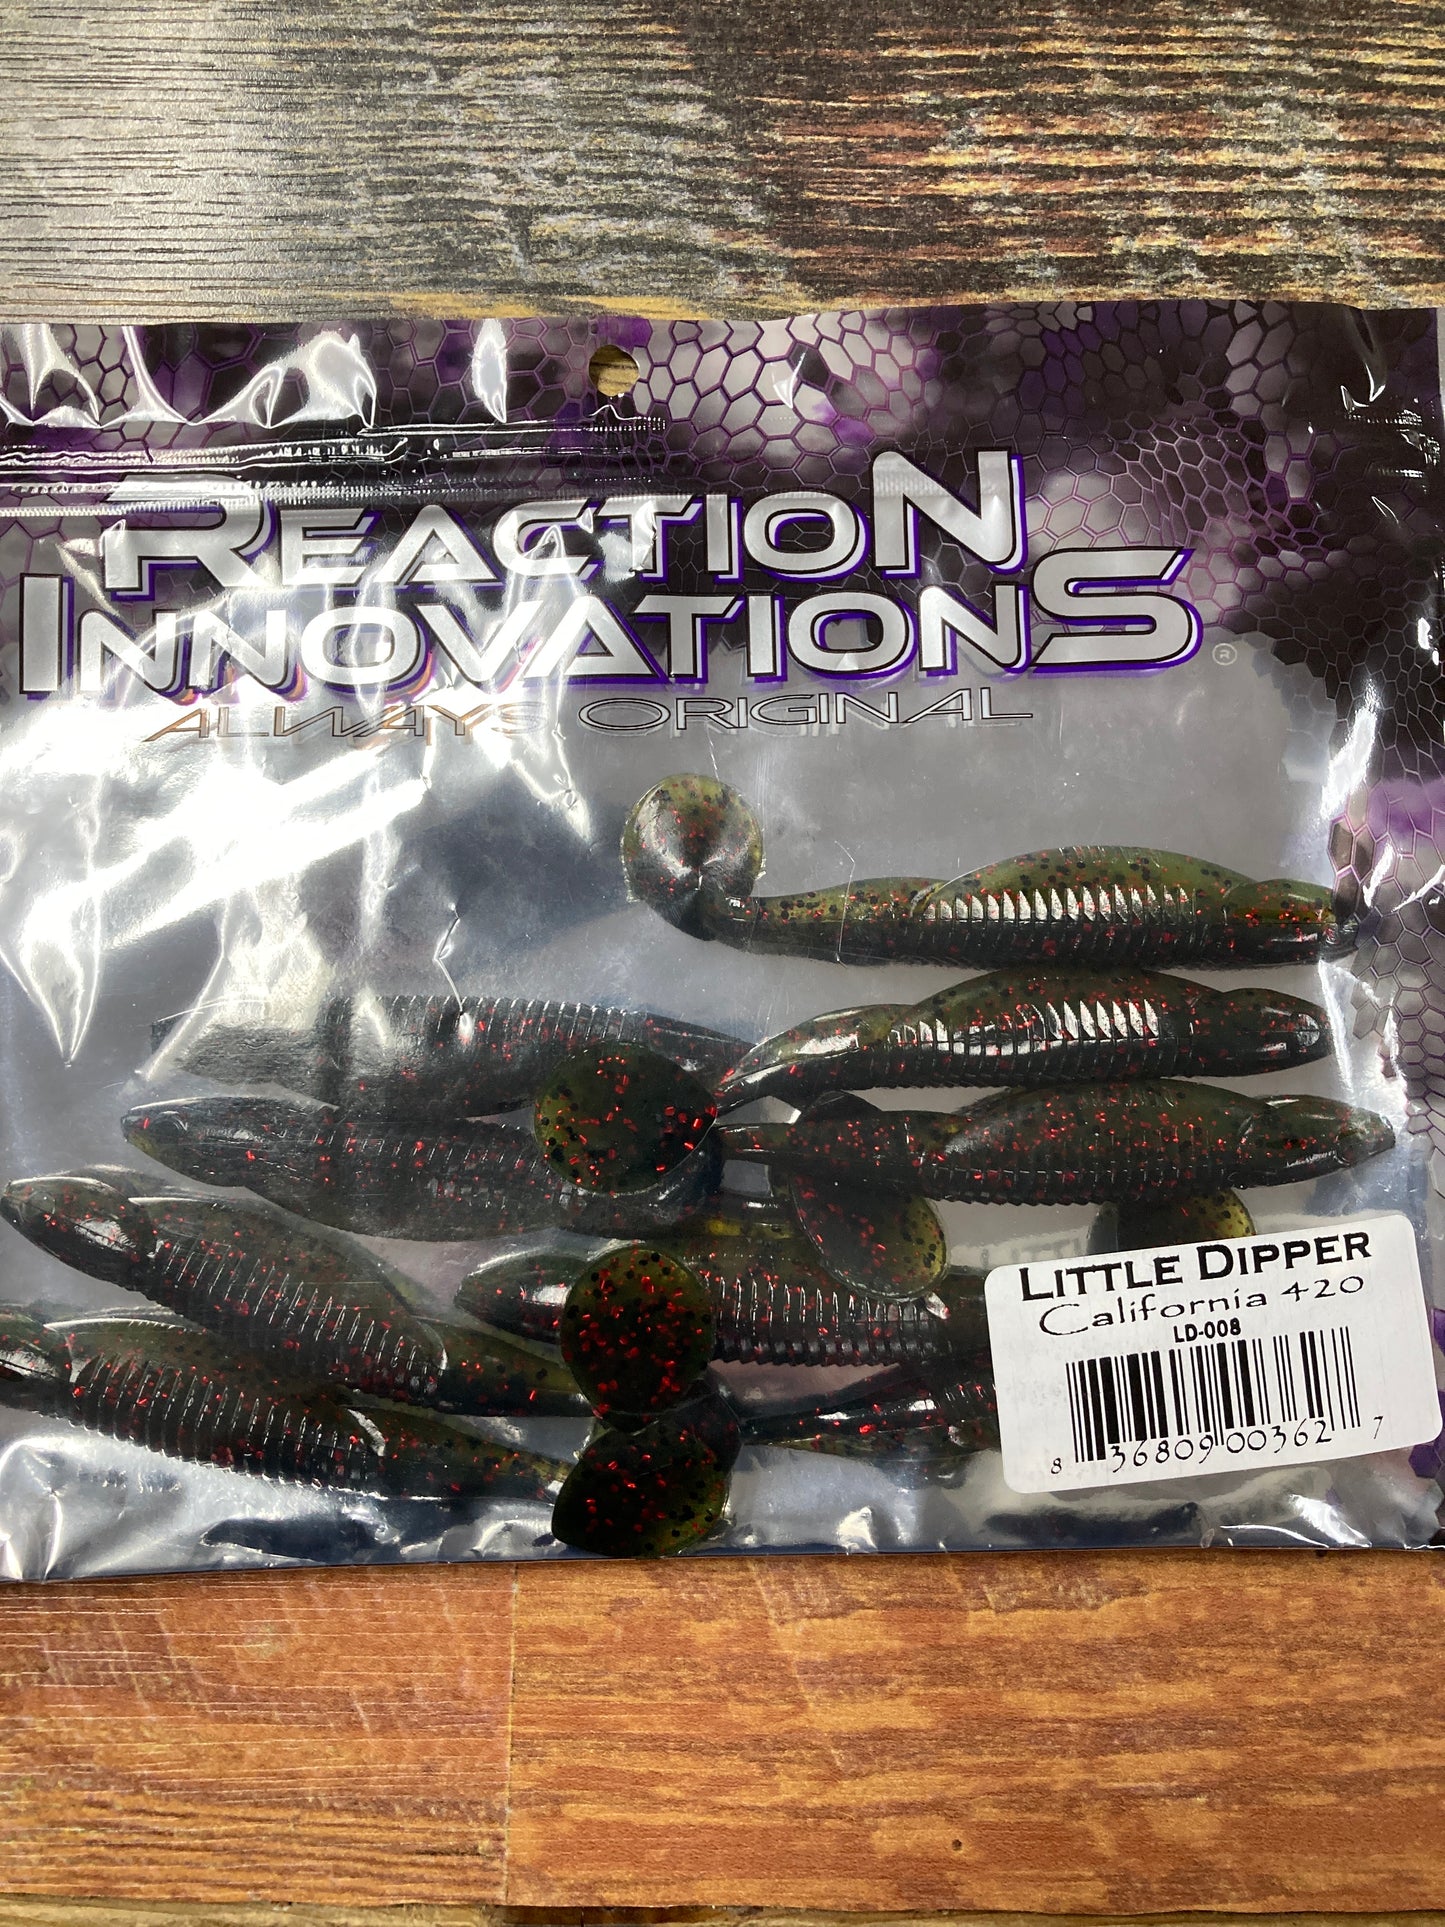 REACTION
INNOVATIONS®
ALWAYS ORIGINAL
LITTLE DIPPER
California 420
LD-008
8 36809 00362 7